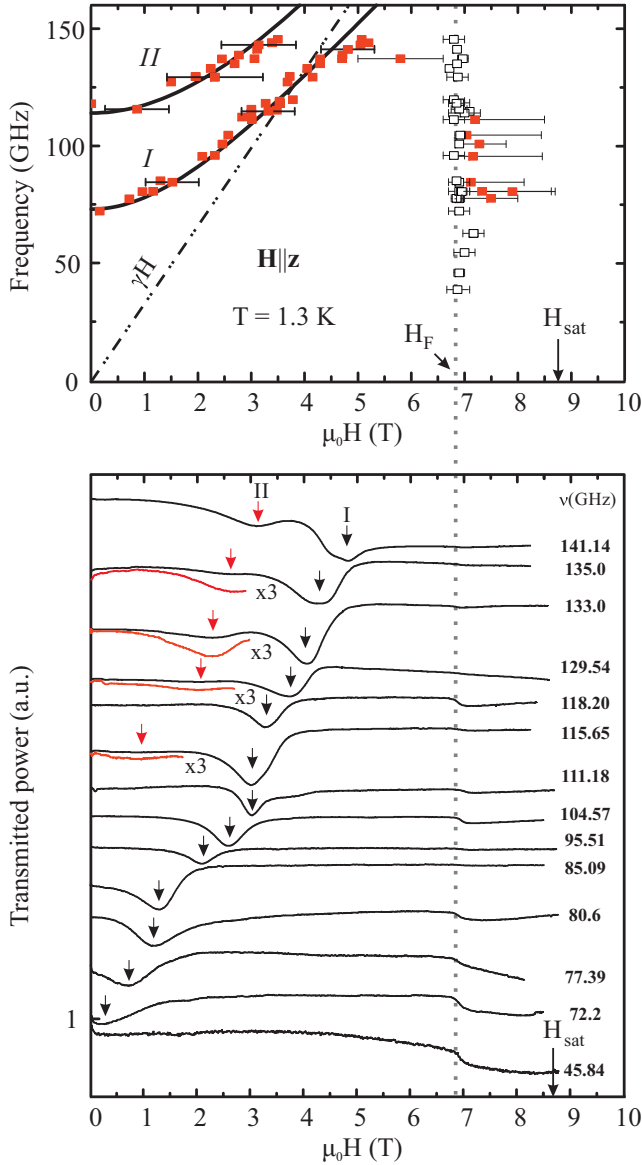 150
100
50
0
Frequency (GHz)
II
I
γH
H||z
T = 1.3 K
H_F
H_sat
0 1 2 3 4 5 6 7 8 9 10
μ₀H (T)
Transmitted power (a.u.)
1
II
I
ν(GHz)
141.14
135.0
x3
133.0
x3
129.54
x3
118.20
115.65
x3
111.18
104.57
95.51
85.09
80.6
77.39
72.2
H_sat
45.84
0 1 2 3 4 5 6 7 8 9 10
μ₀H (T)